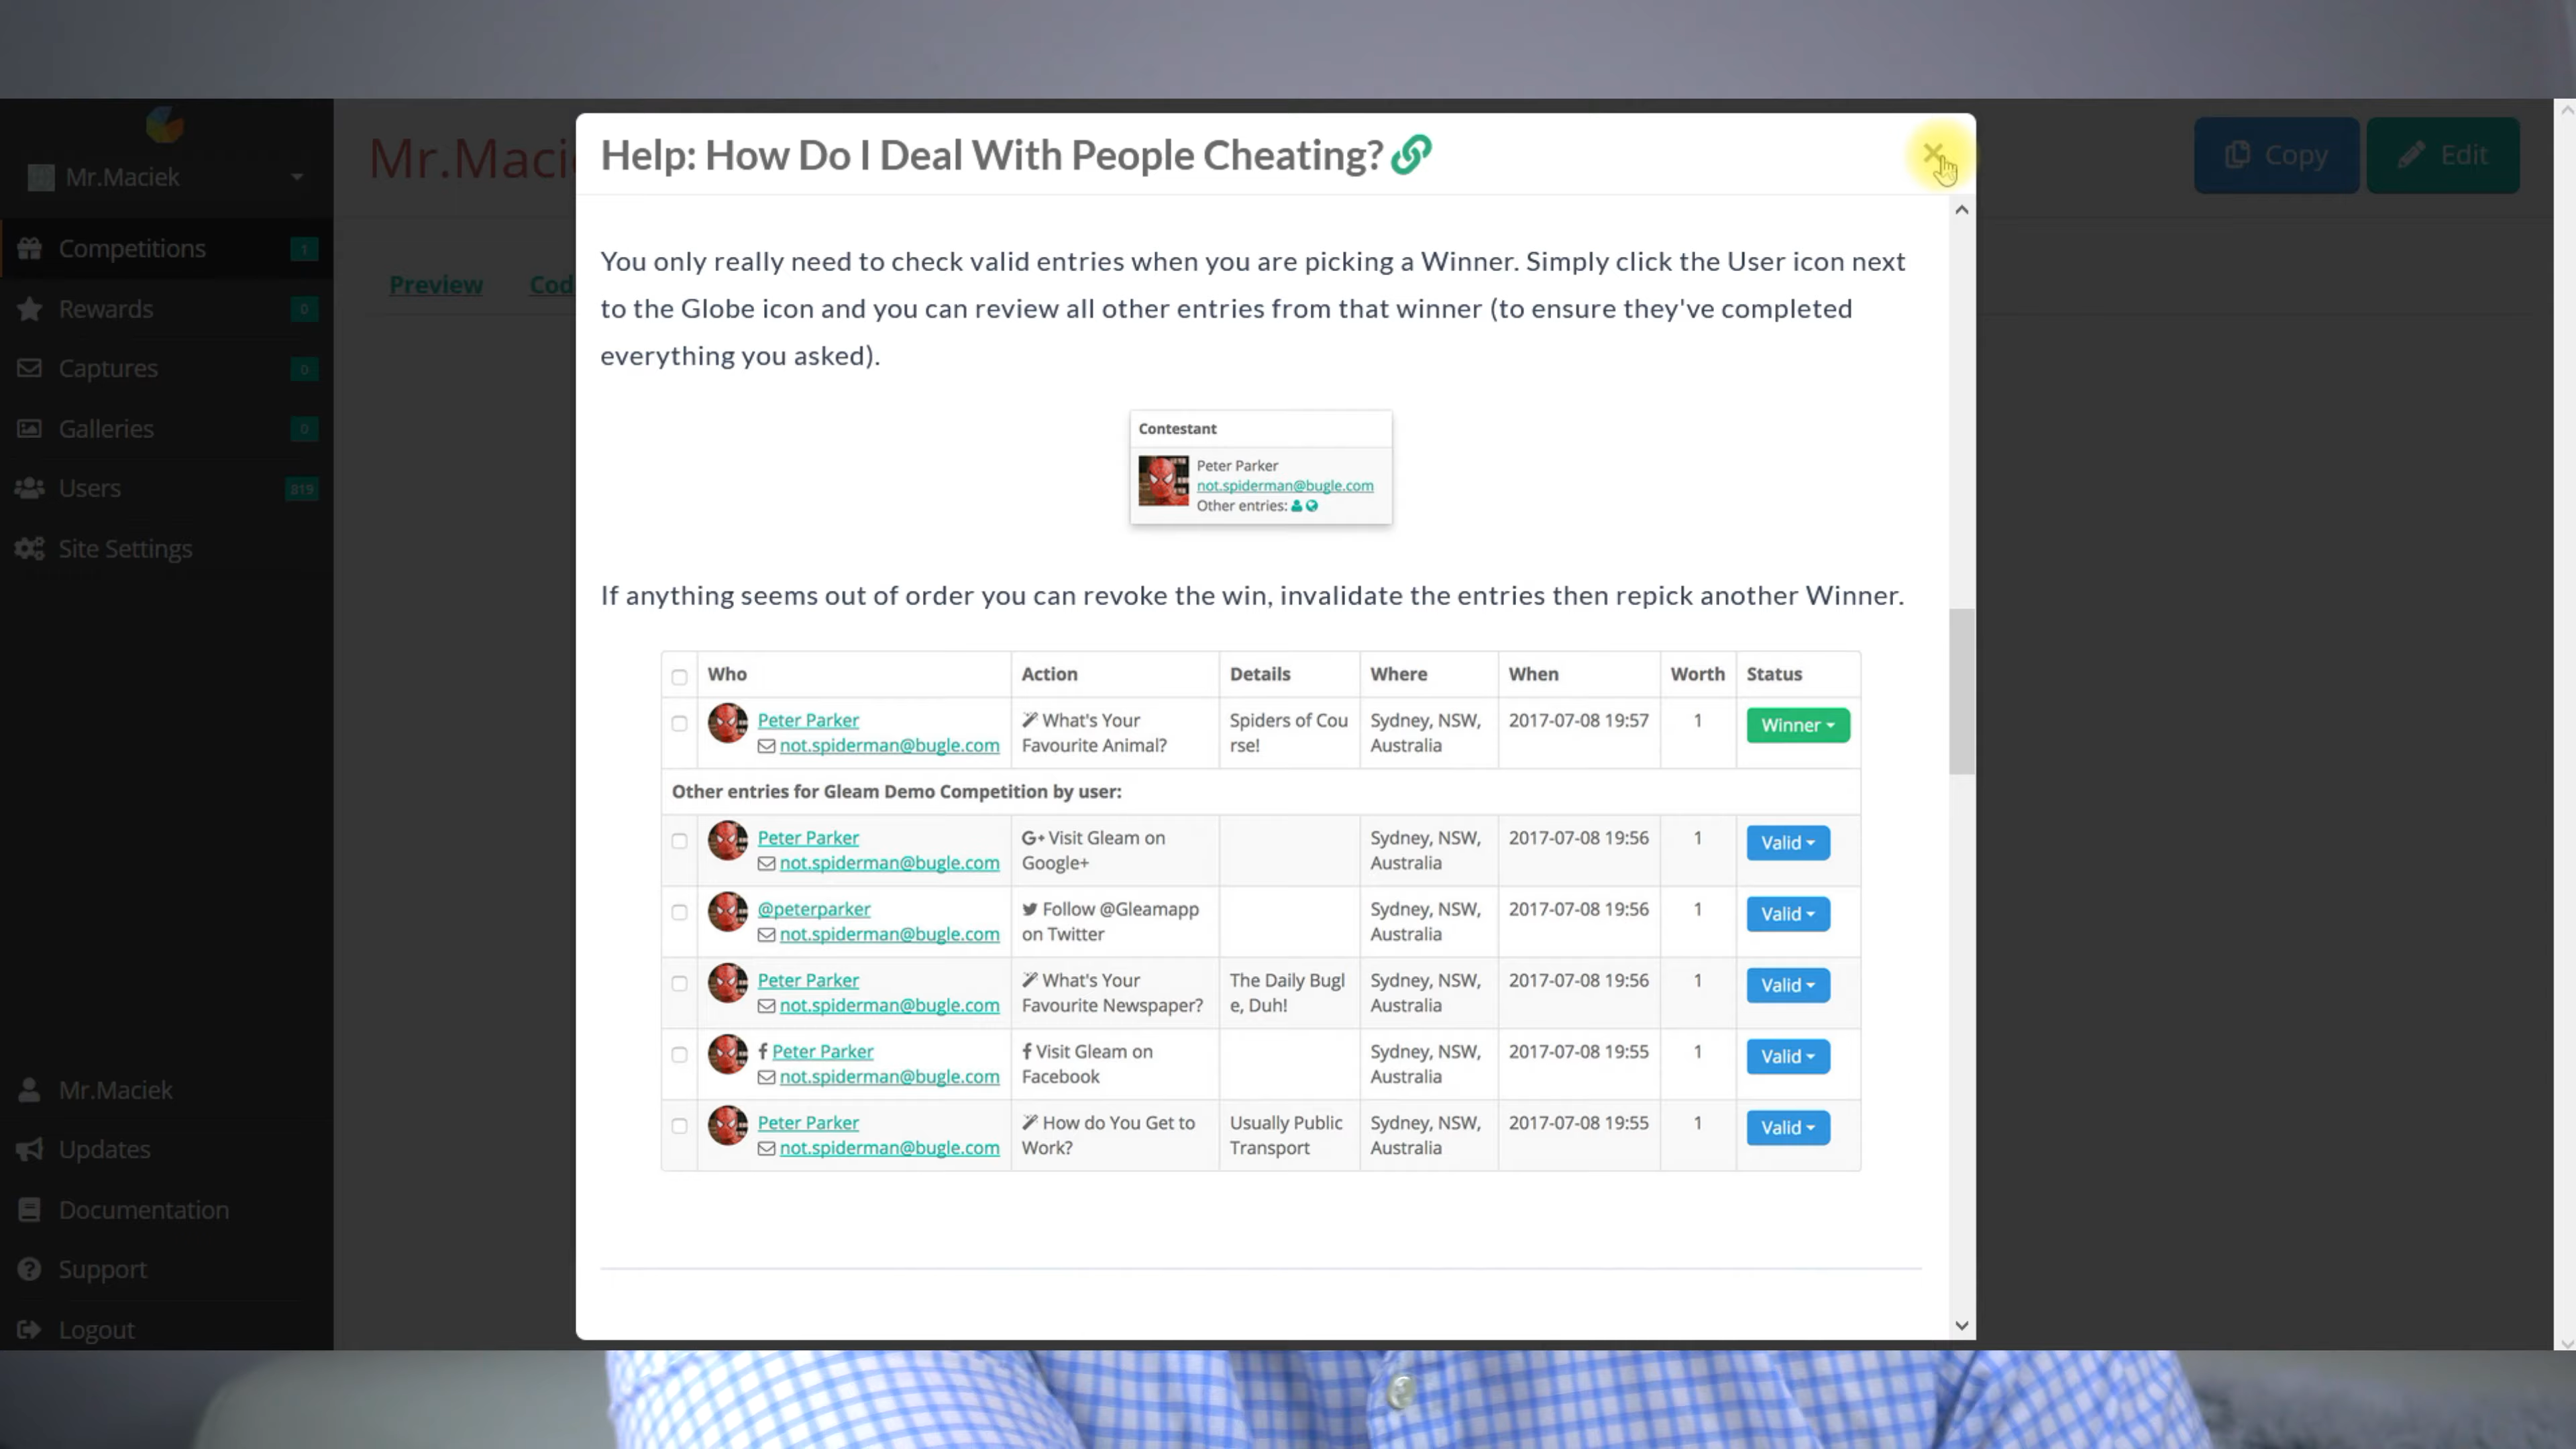 Mr.Maciek
Competitions 1
Rewards 0
Captures 0
Galleries 0
Users 819
Site Settings
Mr.Maciek
Updates
Documentation
Support
Logout
Mr.Macie
Preview Cod
Copy Edit
Help: How Do I Deal With People Cheating?
You only really need to check valid entries when you are picking a Winner. Simply click the User icon next
to the Globe icon and you can review all other entries from that winner (to ensure they've completed
everything you asked).
Contestant
Peter Parker
not.spiderman@bugle.com
Other entries:
If anything seems out of order you can revoke the win, invalidate the entries then repick another Winner.
Who Action Details Where When Worth Status
Peter Parker What's Your Spiders of Cou Sydney, NSW, 2017-07-08 19:57 1 Winner
not.spiderman@bugle.com Favourite Animal? rse! Australia
Other entries for Gleam Demo Competition by user:
Peter Parker G+ Visit Gleam on Sydney, NSW, 2017-07-08 19:56 1 Valid
not.spiderman@bugle.com Google+ Australia
@peterparker Follow @Gleamapp Sydney, NSW, 2017-07-08 19:56 1 Valid
not.spiderman@bugle.com on Twitter Australia
Peter Parker What's Your The Daily Bugl Sydney, NSW, 2017-07-08 19:56 1 Valid
not.spiderman@bugle.com Favourite Newspaper? e, Duh! Australia
f Peter Parker f Visit Gleam on Sydney, NSW, 2017-07-08 19:55 1 Valid
not.spiderman@bugle.com Facebook Australia
Peter Parker How do You Get to Usually Public Sydney, NSW, 2017-07-08 19:55 1 Valid
not.spiderman@bugle.com Work? Transport Australia